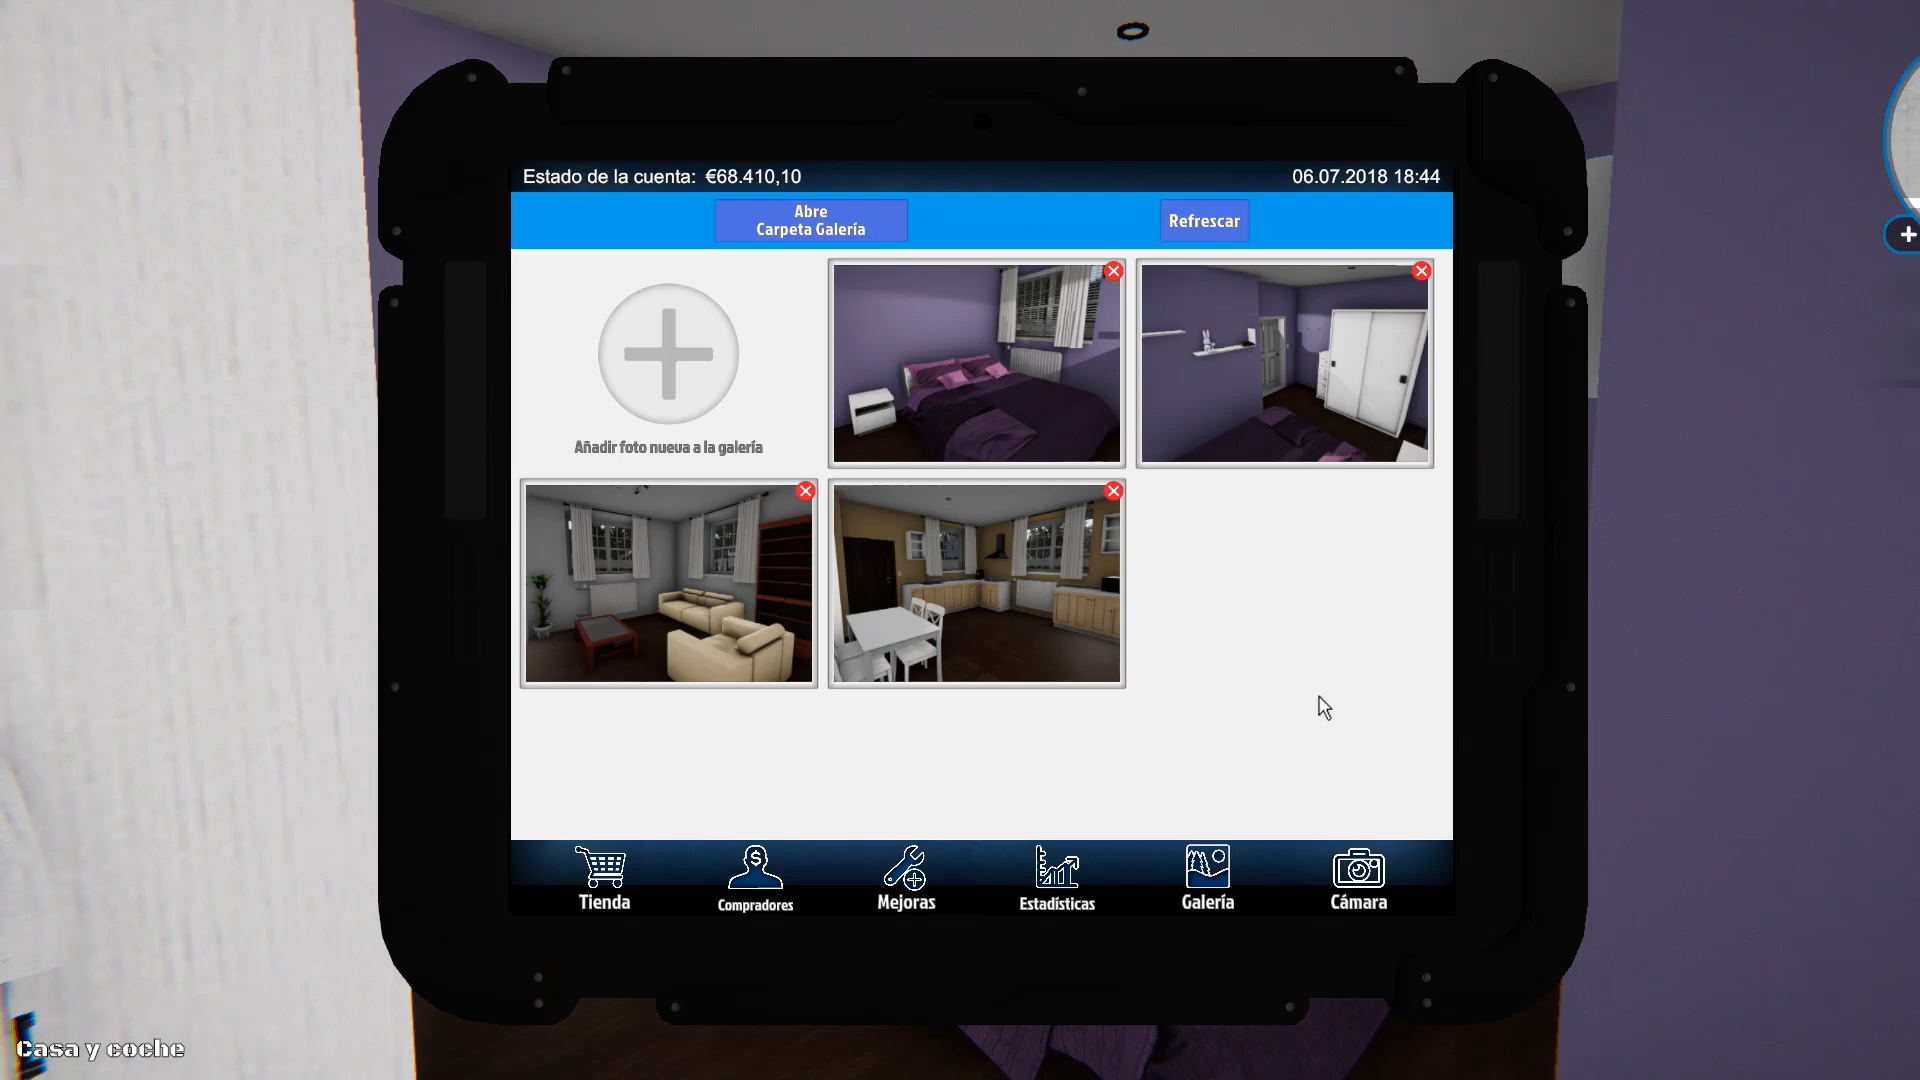 Estado de la cuenta: €68.410,10
06.07.2018 18:44
Abre
Carpeta Galería
Refrescar
Añadir foto nueva a la galería
Tienda
Compradores
Mejoras
Estadísticas
Galería
Cámara
Casa y coche